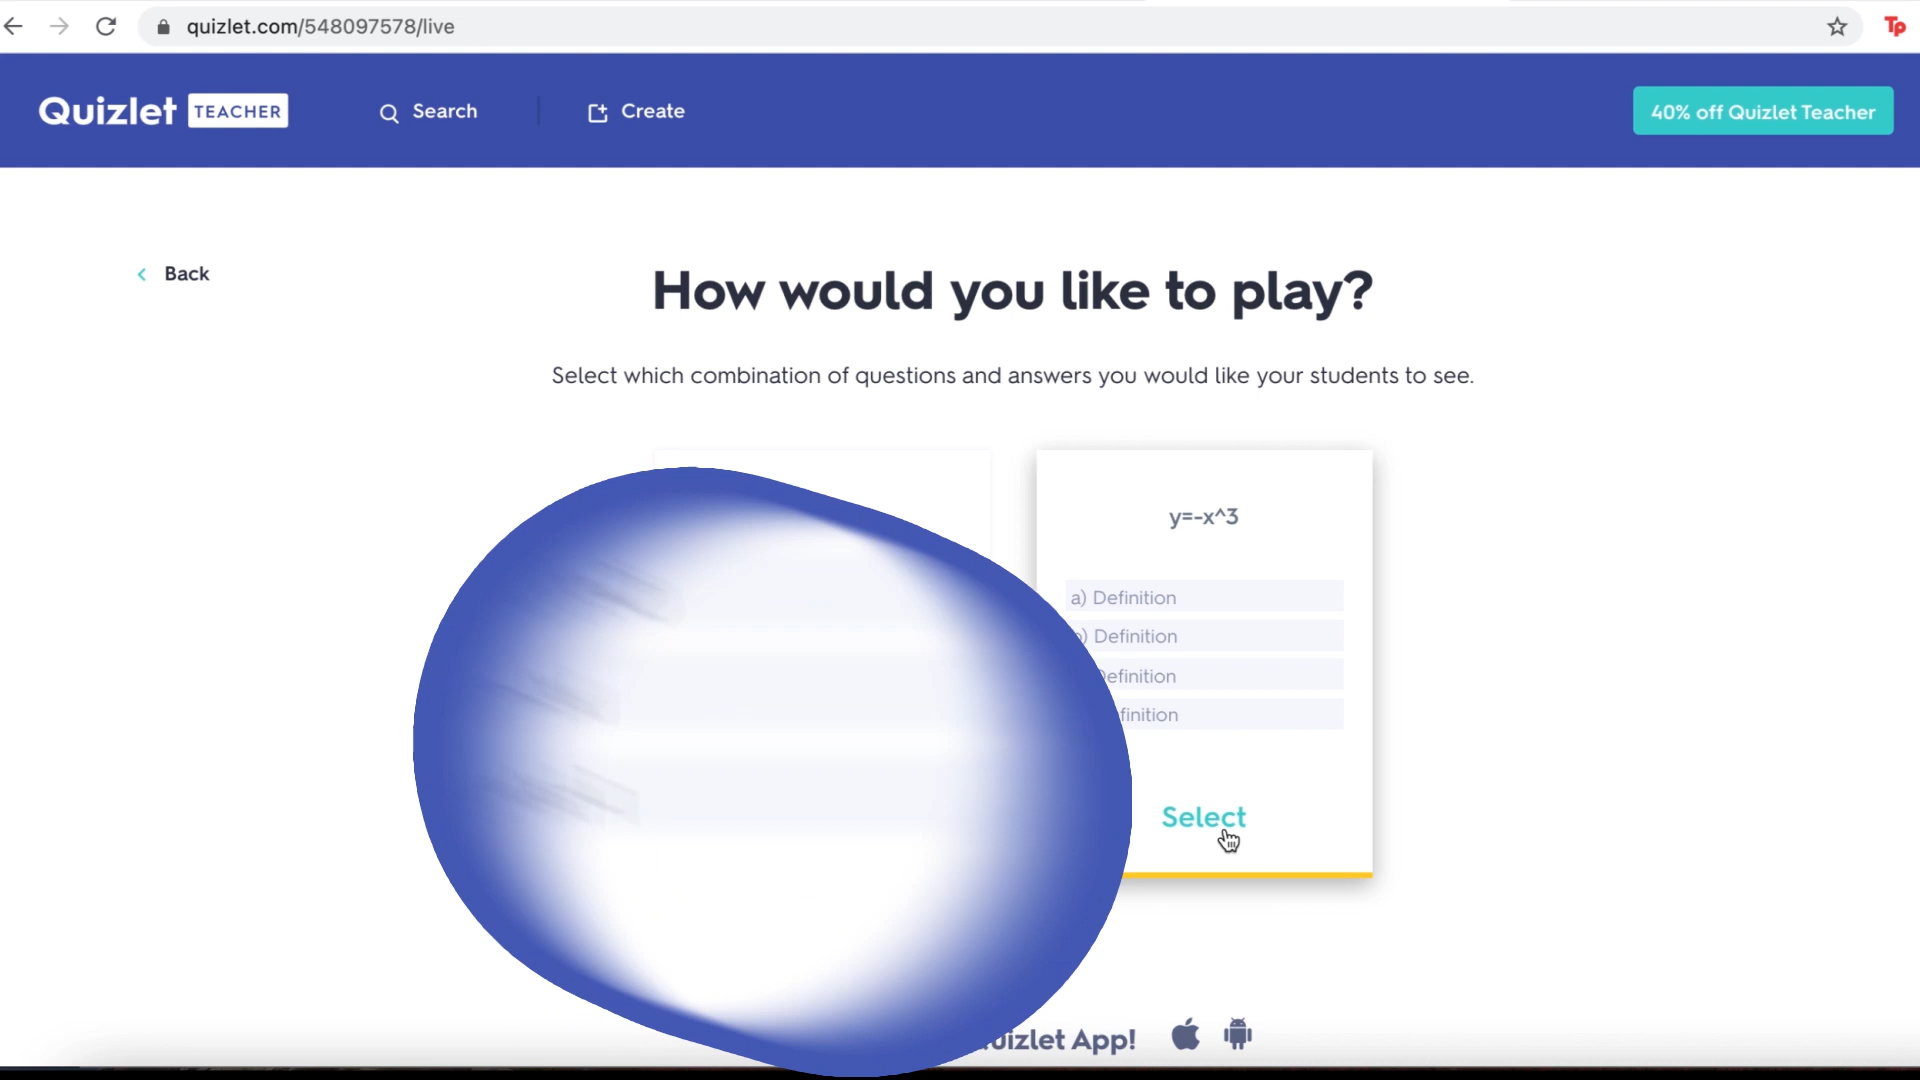 quizlet.com/548097578/live
Tp
Quizlet TEACHER
Search
Create
40% off Quizlet Teacher
Back
How would you like to play?
Select which combination of questions and answers you would like your students to see.
y=-x^3
a) Definition
) Definition
Definition
finition
Select
uizlet App!